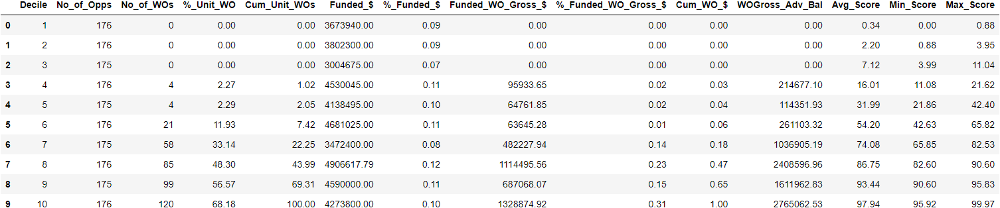 Decile No_of_Opps No_of_WOs %_Unit_WO Cum_Unit_WOs Funded_$ %_Funded_$ Funded_WO_Gross_$ %_Funded_WO_Gross_$ Cum_WO_$ WOGross_Adv_Bal Avg_Score Min_Score Max_Score
0 1 176 0 0.00 0.00 3673940.00 0.09 0.00 0.00 0.00 0.00 0.34 0.00 0.88
1 2 176 0 0.00 0.00 3802300.00 0.09 0.00 0.00 0.00 0.00 2.20 0.88 3.95
2 3 175 0 0.00 0.00 3004675.00 0.07 0.00 0.00 0.00 0.00 7.12 3.99 11.04
3 4 176 4 2.27 1.02 4530045.00 0.11 95933.65 0.02 0.03 214677.10 16.01 11.08 21.62
4 5 175 4 2.29 2.05 4138495.00 0.10 64761.85 0.02 0.04 114351.93 31.99 21.86 42.40
5 6 176 21 11.93 7.42 4681025.00 0.11 63645.28 0.01 0.06 261103.32 54.20 42.63 65.82
6 7 175 58 33.14 22.25 3472400.00 0.08 482227.94 0.14 0.18 1036905.19 74.08 65.85 82.53
7 8 176 85 48.30 43.99 4906617.79 0.12 1114495.56 0.23 0.47 2408596.96 86.75 82.60 90.60
8 9 175 99 56.57 69.31 4590000.00 0.11 687068.07 0.15 0.65 1611962.83 93.44 90.60 95.83
9 10 176 120 68.18 100.00 4273800.00 0.10 1328874.92 0.31 1.00 2765062.53 97.94 95.92 99.97